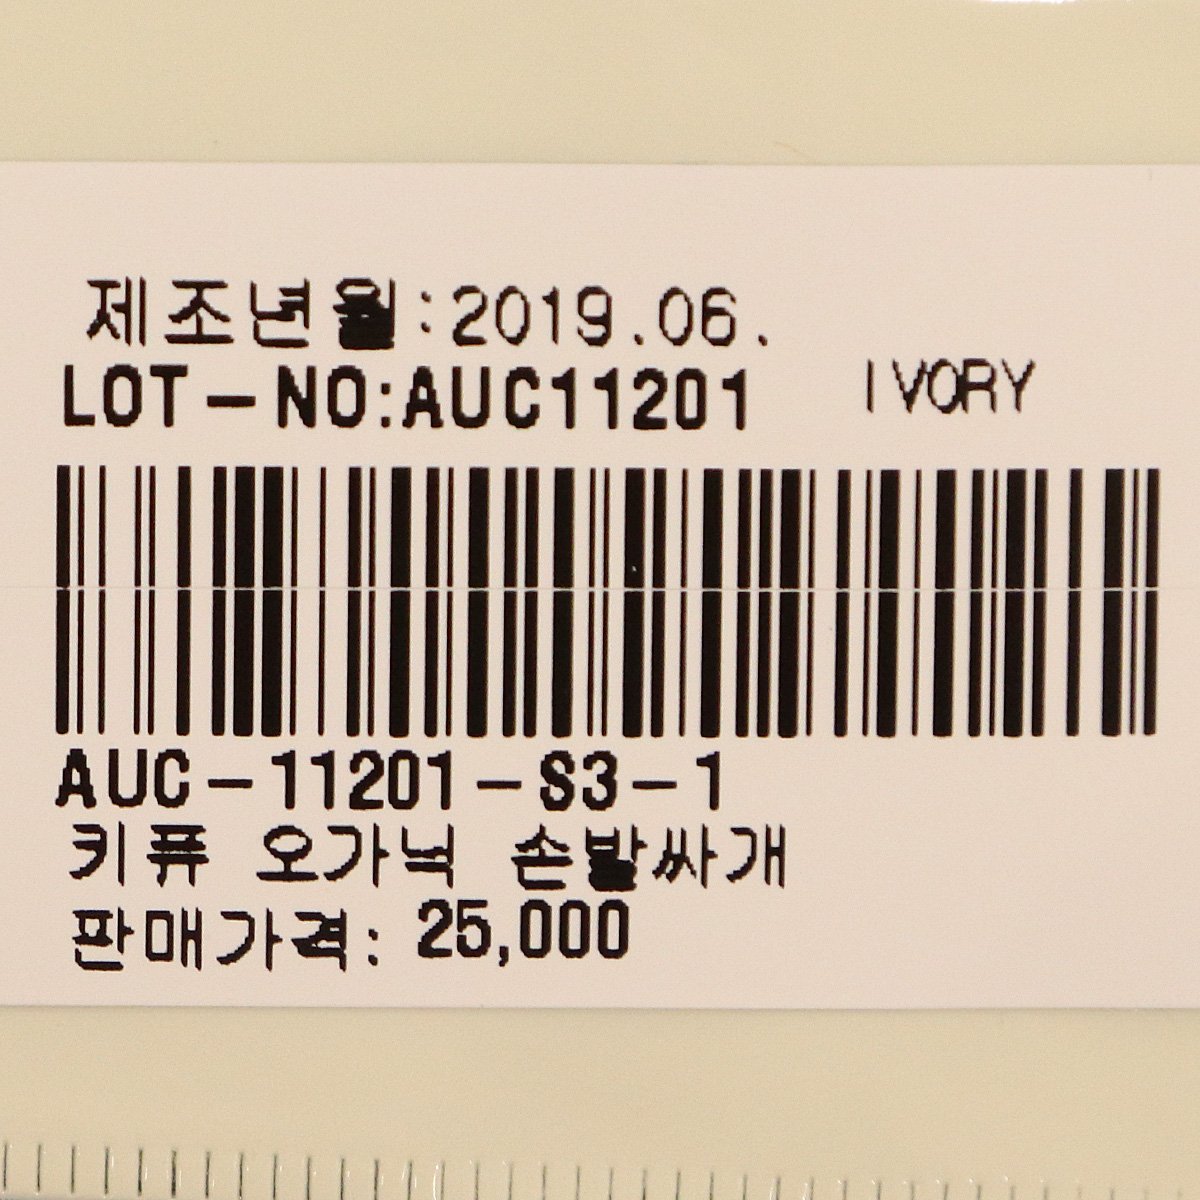 제조년월:2019.06.
LOT-NO:AUC11201 IVORY
AUC-11201-S3-1
키퓨 오가닉 손발싸개
판매가격: 25,000